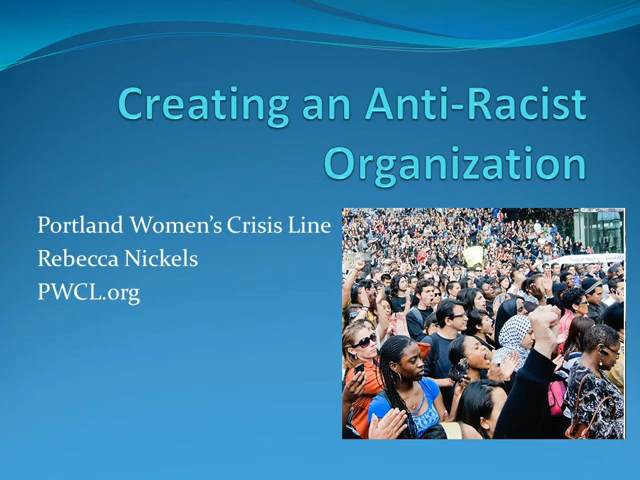 Creating an Anti-Racist
Organization
Portland Women’s Crisis Line
Rebecca Nickels
PWCL.org